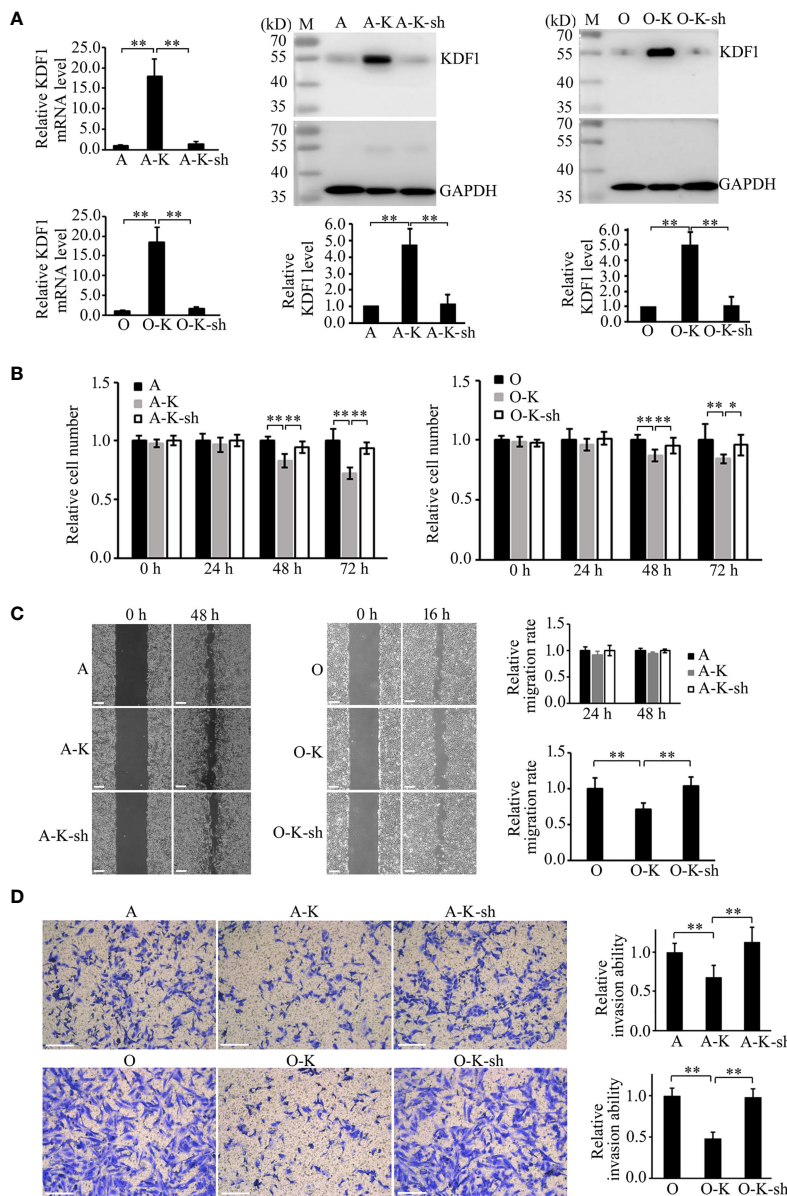 A
Relative KDF1
mRNA level
25.0
20.0
15.0
10.0
5.0
0.0
** **
A A-K A-K-sh
Relative KDF1
mRNA level
25.0
20.0
15.0
10.0
5.0
0.0
** **
O O-K O-K-sh
(kD) M A A-K A-K-sh
70
55
40
35
KDF1
70
55
40
35
GAPDH
Relative
KDF1 level
6.0
5.0
4.0
3.0
2.0
1.0
0.0
** **
A A-K A-K-sh
(kD) M O O-K O-K-sh
70
55
40
35
KDF1
70
55
40
35
GAPDH
Relative
KDF1 level
6.0
5.0
4.0
3.0
2.0
1.0
0.0
** **
O O-K O-K-sh
B
Relative cell number
1.5
1.0
0.5
0.0
A
A-K
A-K-sh
** ** ** **
0 h 24 h 48 h 72 h
Relative cell number
1.5
1.0
0.5
0.0
O
O-K
O-K-sh
** ** ** *
0 h 24 h 48 h 72 h
C
0 h 48 h
A
A-K
A-K-sh
0 h 16 h
O
O-K
O-K-sh
Relative
migration rate
1.5
1.0
0.5
0.0
A
A-K
A-K-sh
24 h 48 h
Relative
migration rate
1.5
1.0
0.5
0.0
** **
O O-K O-K-sh
D
A A-K A-K-sh
O O-K O-K-sh
Relative
invasion ability
1.5
1.0
0.5
0.0
** **
A A-K A-K-sh
Relative
invasion ability
1.5
1.0
0.5
0.0
** **
O O-K O-K-sh